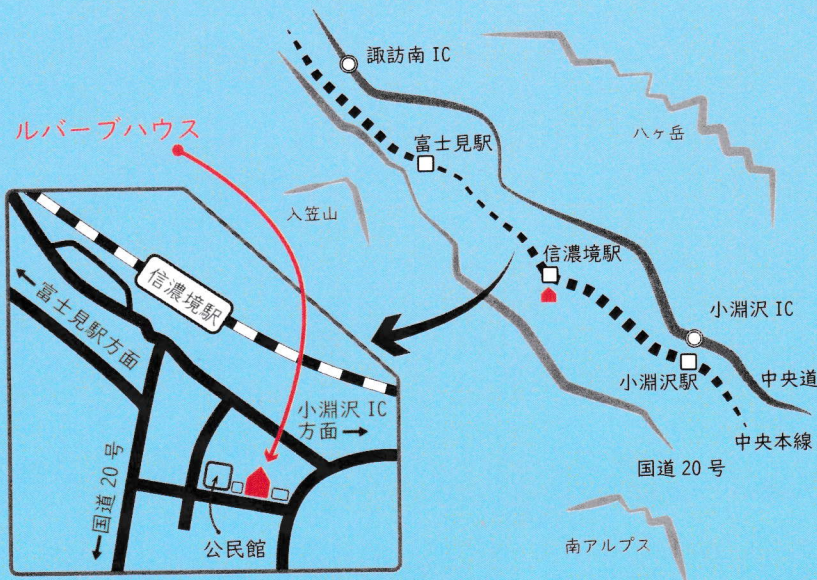 諏訪南 IC
八ヶ岳
ルバーブハウス
富士見駅
入笠山
信濃境駅
小淵沢 IC
小淵沢駅
中央道
中央本線
国道 20 号
南アルプス
信濃境駅
←富士見駅方面
小淵沢 IC
方面→
←国道 20 号
公民館